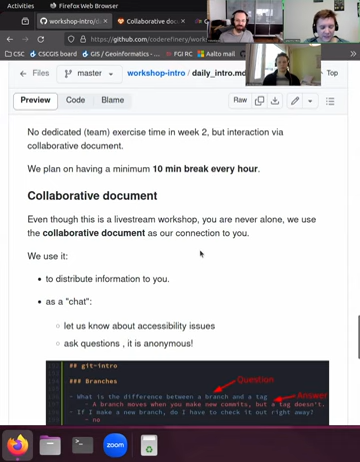 Activities
Firefox Web Browser
workshop-intro/d
Collaborative doc
https://github.com/coderefinery/work
CSC
CSCGIS board
GIS / Geoinformatics -
FGI RC
Aalto mail
Files
master
workshop-intro/daily_intro.md
Top
Preview
Code
Blame
Raw
No dedicated (team) exercise time in week 2, but interaction via
collaborative document.
We plan on having a minimum 10 min break every hour.
Collaborative document
Even though this is a livestream workshop, you are never alone, we use
the collaborative document as our connection to you.
We use it:
• to distribute information to you.
• as a "chat":
◦ let us know about accessibility issues
◦ ask questions , it is anonymous!
## git-intro
### Branches
Question
- What is the difference between a branch and a tag
- A branch moves when you make new commits, but a tag doesn't.
Answer
- If I make a new branch, do I have to check it out right away?
- no
zoom